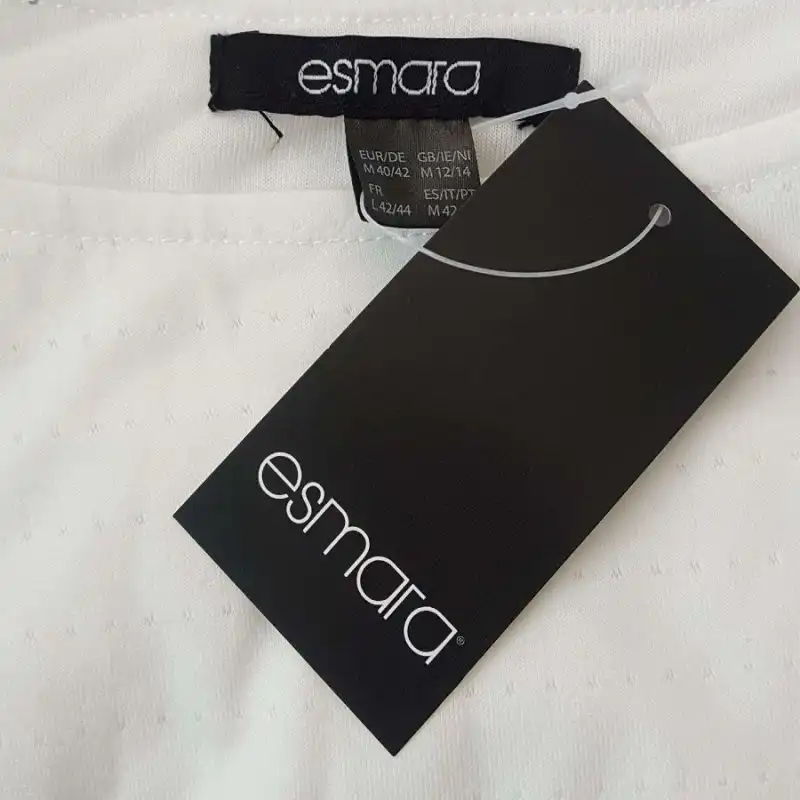 esmara
EUR/DE GB/IE/NI
M 40/42 M 12/14
FR ES/IT/PT
L 42/44 M 42
esmara®